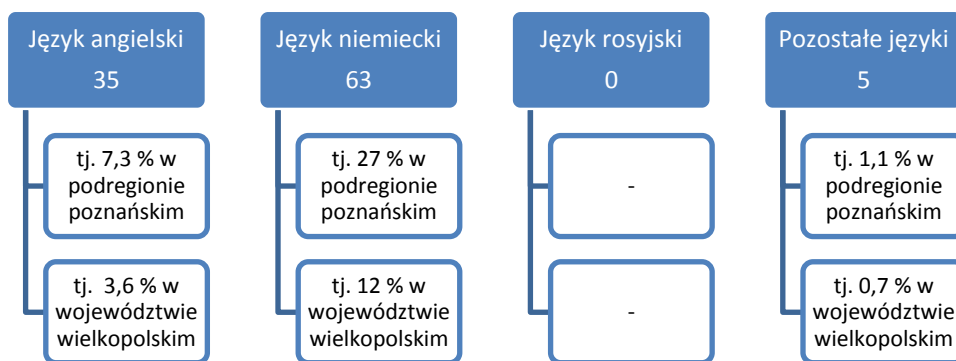 Język angielski
35
tj. 7,3 % w
podregionie
poznańskim
tj.  3,6 % w
województwie
wielkopolskim
Język niemiecki
63
tj. 27 % w
podregionie
poznańskim
tj. 12 % w
województwie
wielkopolskim
Język rosyjski
0
-
-
Pozostałe języki
5
tj. 1,1 % w
podregionie
poznańskim
tj. 0,7 % w
województwie
wielkopolskim